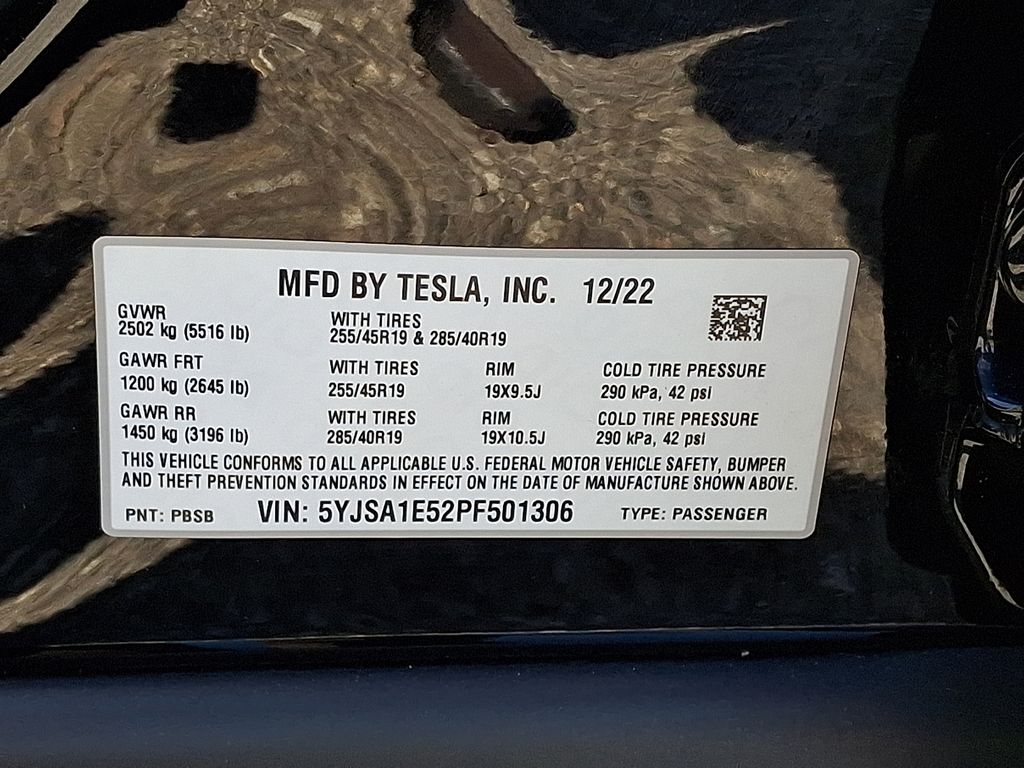 MFD BY TESLA, INC. 12/22
GVWR
2502 kg (5516 lb)
WITH TIRES
255/45R19 & 285/40R19
GAWR FRT
1200 kg (2645 lb)
WITH TIRES
255/45R19
RIM
19X9.5J
COLD TIRE PRESSURE
290 kPa, 42 psi
GAWR RR
1450 kg (3196 lb)
WITH TIRES
285/40R19
RIM
19X10.5J
COLD TIRE PRESSURE
290 kPa, 42 psi
THIS VEHICLE CONFORMS TO ALL APPLICABLE U.S. FEDERAL MOTOR VEHICLE SAFETY, BUMPER
AND THEFT PREVENTION STANDARDS IN EFFECT ON THE DATE OF MANUFACTURE SHOWN ABOVE.
PNT: PBSB VIN: 5YJSA1E52PF501306 TYPE: PASSENGER